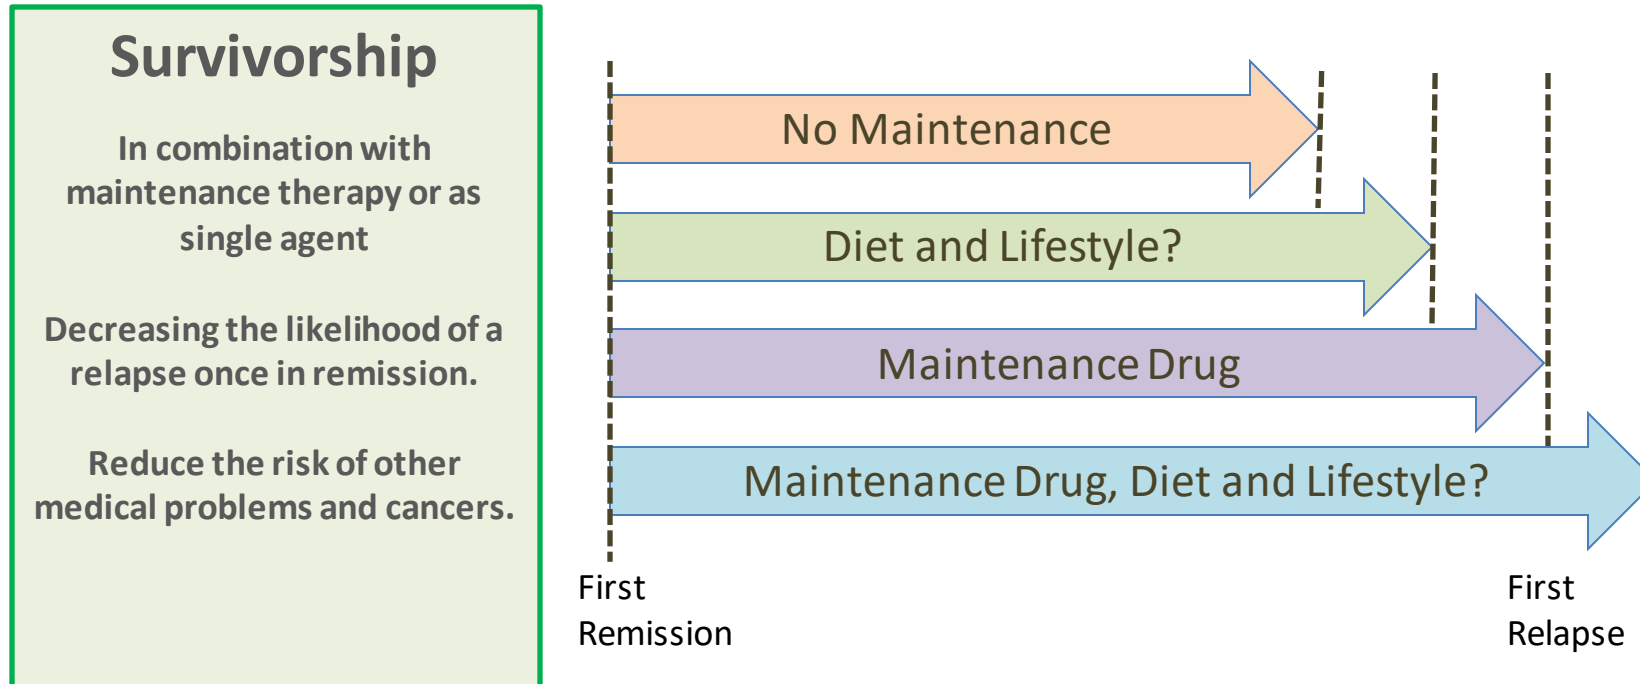 Survivorship
In combination with
maintenance therapy or as
single agent
Decreasing the likelihood of a
relapse once in remission.
Reduce the risk of other
medical problems and cancers.
No Maintenance
Diet and Lifestyle?
Maintenance Drug
Maintenance Drug, Diet and Lifestyle?
First
Remission
First
Relapse